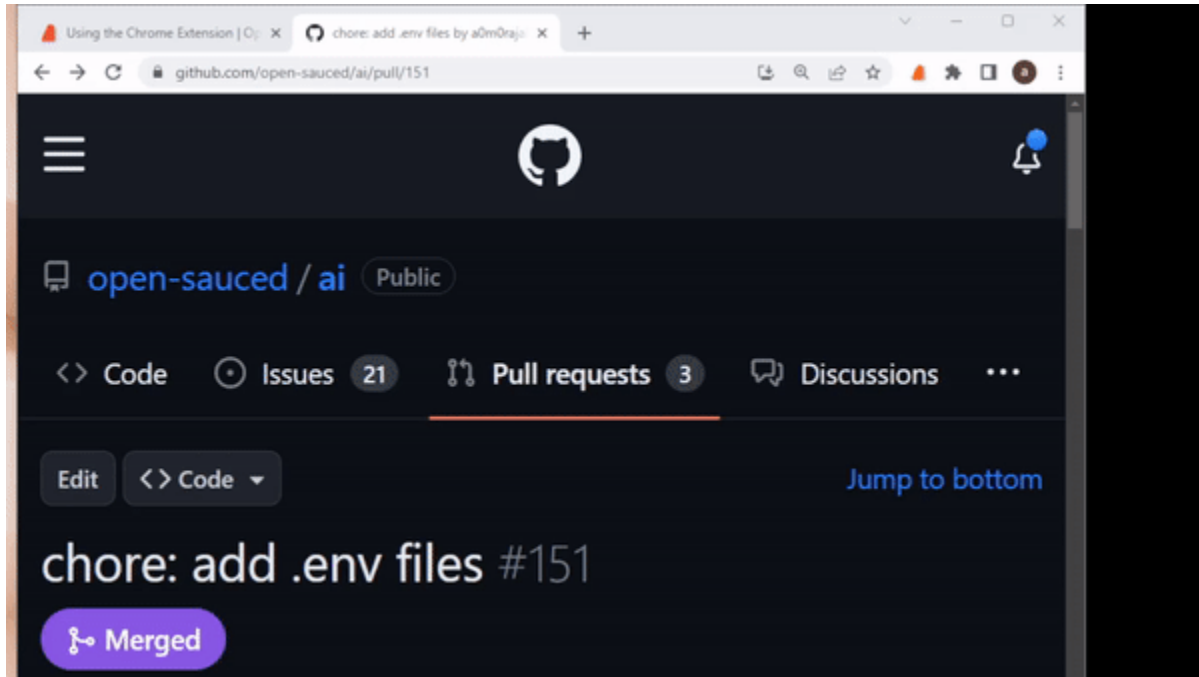 Using the Chrome Extension | Op
chore: add .env files by a0m0raja
github.com/open-sauced/ai/pull/151
a
open-sauced / ai Public
Code Issues 21 Pull requests 3 Discussions
Edit Code Jump to bottom
chore: add .env files #151
Merged